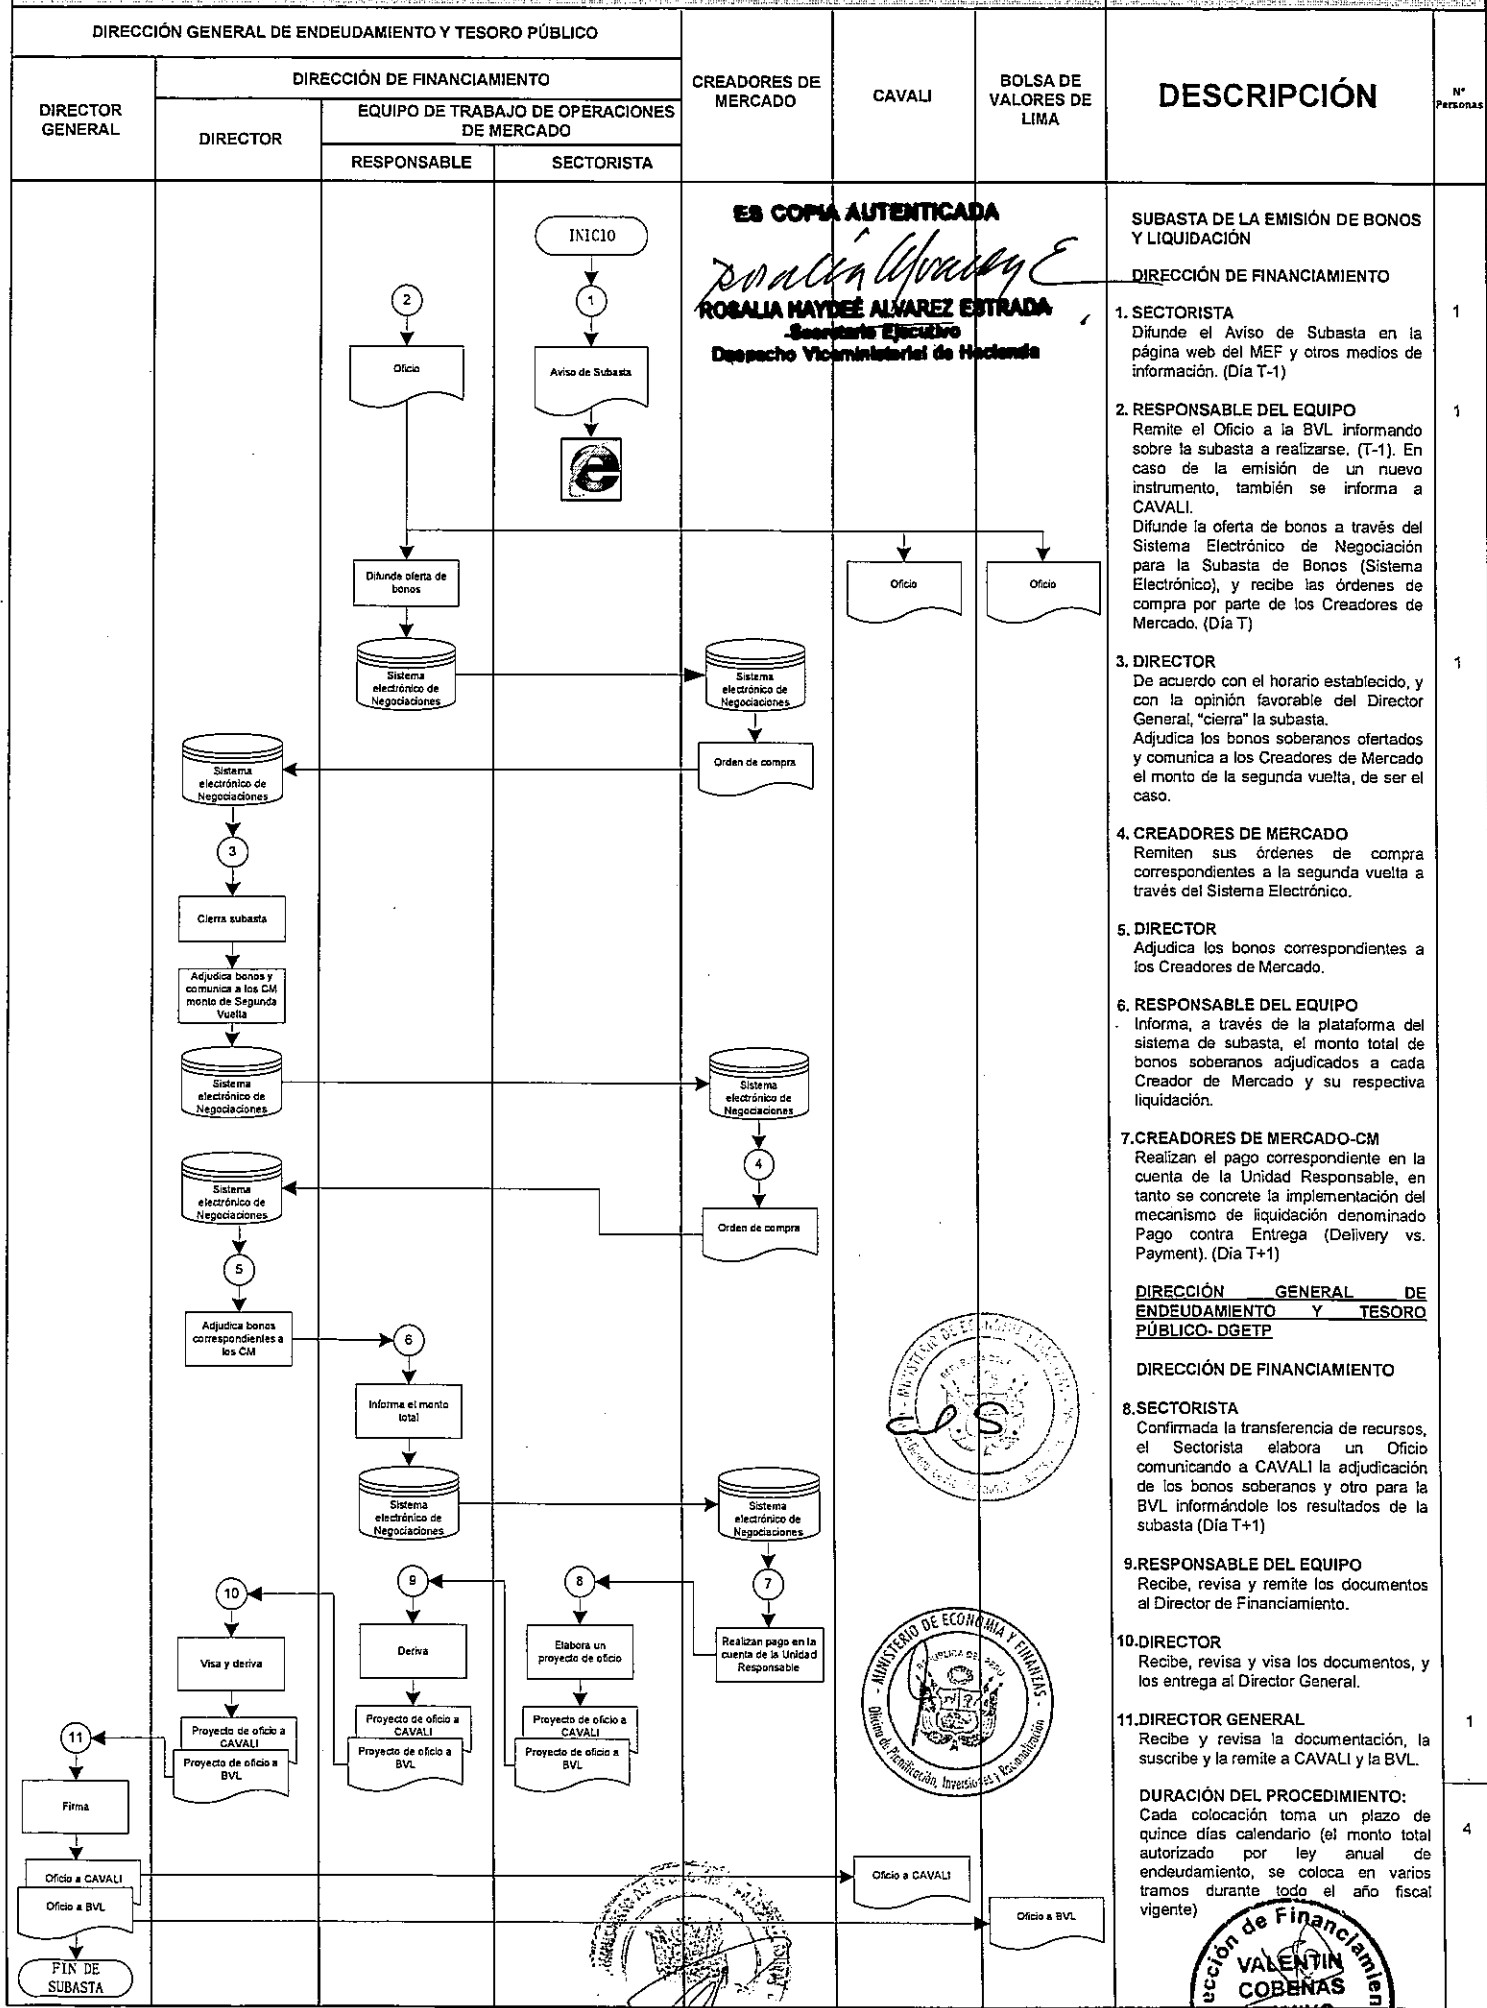 DIRECCIÓN GENERAL DE ENDEUDAMIENTO Y TESORO PÚBLICO
DIRECTOR
GENERAL
DIRECCIÓN DE FINANCIAMIENTO
DIRECTOR
EQUIPO DE TRABAJO DE OPERACIONES
DE MERCADO
RESPONSABLE
SECTORISTA
CREADORES DE
MERCADO
CAVALI
BOLSA DE
VALORES DE
LIMA
DESCRIPCIÓN
N°
Personas
INICIO
1
Aviso de Subasta
2
Oficio
ES COPIA AUTENTICADA
ROSALIA HAYDEÉ ALVAREZ ESTRADA
Secretaria Ejecutivo
Despacho Viceministerial de Hacienda
Difunde oferta de
bonos
Oficio
Oficio
Sistema
electrónico de
Negociaciones
Sistema
electrónico de
Negociaciones
Orden de compra
Sistema
electrónico de
Negociaciones
3
Cierra subasta
Adjudica bonos y
comunica a los CM
monto de Segunda
Vuelta
Sistema
electrónico de
Negociaciones
Sistema
electrónico de
Negociaciones
4
Orden de compra
Sistema
electrónico de
Negociaciones
5
Adjudica bonos
correspondientes a
los CM
6
Informa el monto
total
Sistema
electrónico de
Negociaciones
Sistema
electrónico de
Negociaciones
7
Realizan pago en la
cuenta de la Unidad
Responsable
8
Elabora un
proyecto de oficio
Proyecto de oficio a
CAVALI
Proyecto de oficio a
BVL
9
Deriva
Proyecto de oficio a
CAVALI
Proyecto de oficio a
BVL
10
Visa y deriva
Proyecto de oficio a
CAVALI
Proyecto de oficio a
BVL
11
Firma
Oficio a CAVALI
Oficio a BVL
FIN DE
SUBASTA
Oficio a CAVALI
Oficio a BVL
MINISTERIO DE ECONOMIA Y FINANZAS
REPUBLICA DEL PERU
Oficina de Planificación, Inversiones y Racionalización
SUBASTA DE LA EMISIÓN DE BONOS
Y LIQUIDACIÓN
DIRECCIÓN DE FINANCIAMIENTO
1. SECTORISTA
Difunde el Aviso de Subasta en la
página web del MEF y otros medios de
información. (Día T-1)
1
2. RESPONSABLE DEL EQUIPO
Remite el Oficio a la BVL informando
sobre la subasta a realizarse. (T-1). En
caso de la emisión de un nuevo
instrumento, también se informa a
CAVALI.
Difunde la oferta de bonos a través del
Sistema Electrónico de Negociación
para la Subasta de Bonos (Sistema
Electrónico), y recibe las órdenes de
compra por parte de los Creadores de
Mercado. (Día T)
1
3. DIRECTOR
De acuerdo con el horario establecido, y
con la opinión favorable del Director
General, "cierra" la subasta.
Adjudica los bonos soberanos ofertados
y comunica a los Creadores de Mercado
el monto de la segunda vuelta, de ser el
caso.
1
4. CREADORES DE MERCADO
Remiten sus órdenes de compra
correspondientes a la segunda vuelta a
través del Sistema Electrónico.
5. DIRECTOR
Adjudica los bonos correspondientes a
los Creadores de Mercado.
6. RESPONSABLE DEL EQUIPO
Informa, a través de la plataforma del
sistema de subasta, el monto total de
bonos soberanos adjudicados a cada
Creador de Mercado y su respectiva
liquidación.
7.CREADORES DE MERCADO-CM
Realizan el pago correspondiente en la
cuenta de la Unidad Responsable, en
tanto se concrete la implementación del
mecanismo de liquidación denominado
Pago contra Entrega (Delivery vs.
Payment). (Día T+1)
DIRECCIÓN GENERAL DE
ENDEUDAMIENTO Y TESORO
PÚBLICO- DGETP
DIRECCIÓN DE FINANCIAMIENTO
8.SECTORISTA
Confirmada la transferencia de recursos,
el Sectorista elabora un Oficio
comunicando a CAVALI la adjudicación
de los bonos soberanos y otro para la
BVL informándole los resultados de la
subasta (Día T+1)
9.RESPONSABLE DEL EQUIPO
Recibe, revisa y remite los documentos
al Director de Financiamiento.
10.DIRECTOR
Recibe, revisa y visa los documentos, y
los entrega al Director General.
11.DIRECTOR GENERAL
Recibe y revisa la documentación, la
suscribe y la remite a CAVALI y la BVL.
1
DURACIÓN DEL PROCEDIMIENTO:
Cada colocación toma un plazo de
quince días calendario (el monto total
autorizado por ley anual de
endeudamiento, se coloca en varios
tramos durante todo el año fiscal
vigente)
4
VALENTIN
COBEÑAS